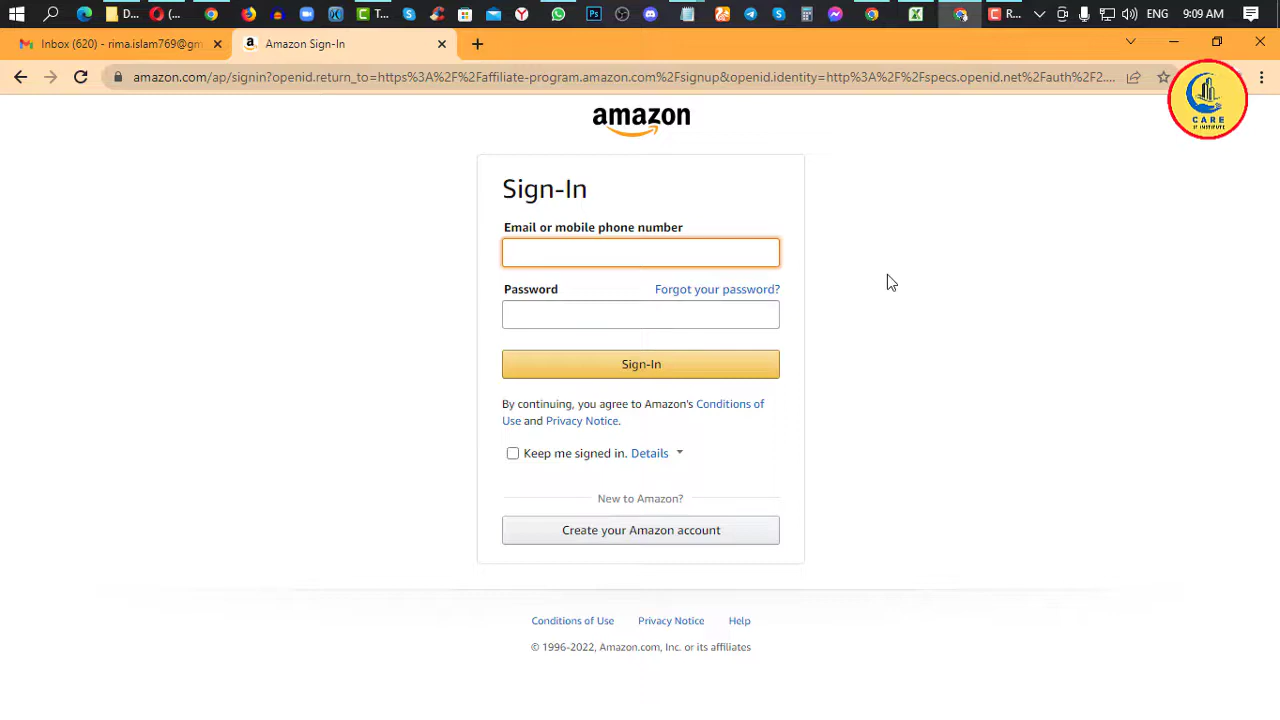 D...
(...
T...
R...
ENG
9:09 AM
Inbox (620) - rima.islam769@gm
Amazon Sign-In
amazon.com/ap/signin?openid.return_to=https%3A%2F%2Faffiliate-program.amazon.com%2Fsignup&openid.identity=http%3A%2F%2Fspecs.openid.net%2Fauth%2F2....
CARE
IT INSTITUTE
amazon
Sign-In
Email or mobile phone number
Password
Forgot your password?
Sign-In
By continuing, you agree to Amazon's Conditions of
Use and Privacy Notice.
Keep me signed in. Details
New to Amazon?
Create your Amazon account
Conditions of Use
Privacy Notice
Help
© 1996-2022, Amazon.com, Inc. or its affiliates